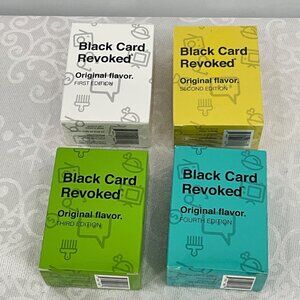 Black Card
Revoked
Original flavor.
FIRST EDITION
Black Card
Revoked
Original flavor.
SECOND EDITION
Black Card
Revoked
Original flavor.
THIRD EDITION
Black Card
Revoked
Original flavor.
FOURTH EDITION